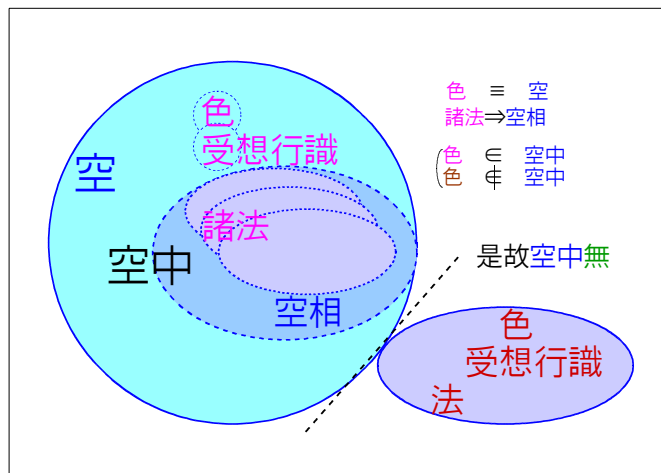 色 ≡ 空
諸法⇒空相
色 ∈ 空中
色 ∉ 空中
色
受想行識
空
諸法
空中
空相
是故空中無
色
受想行識
法